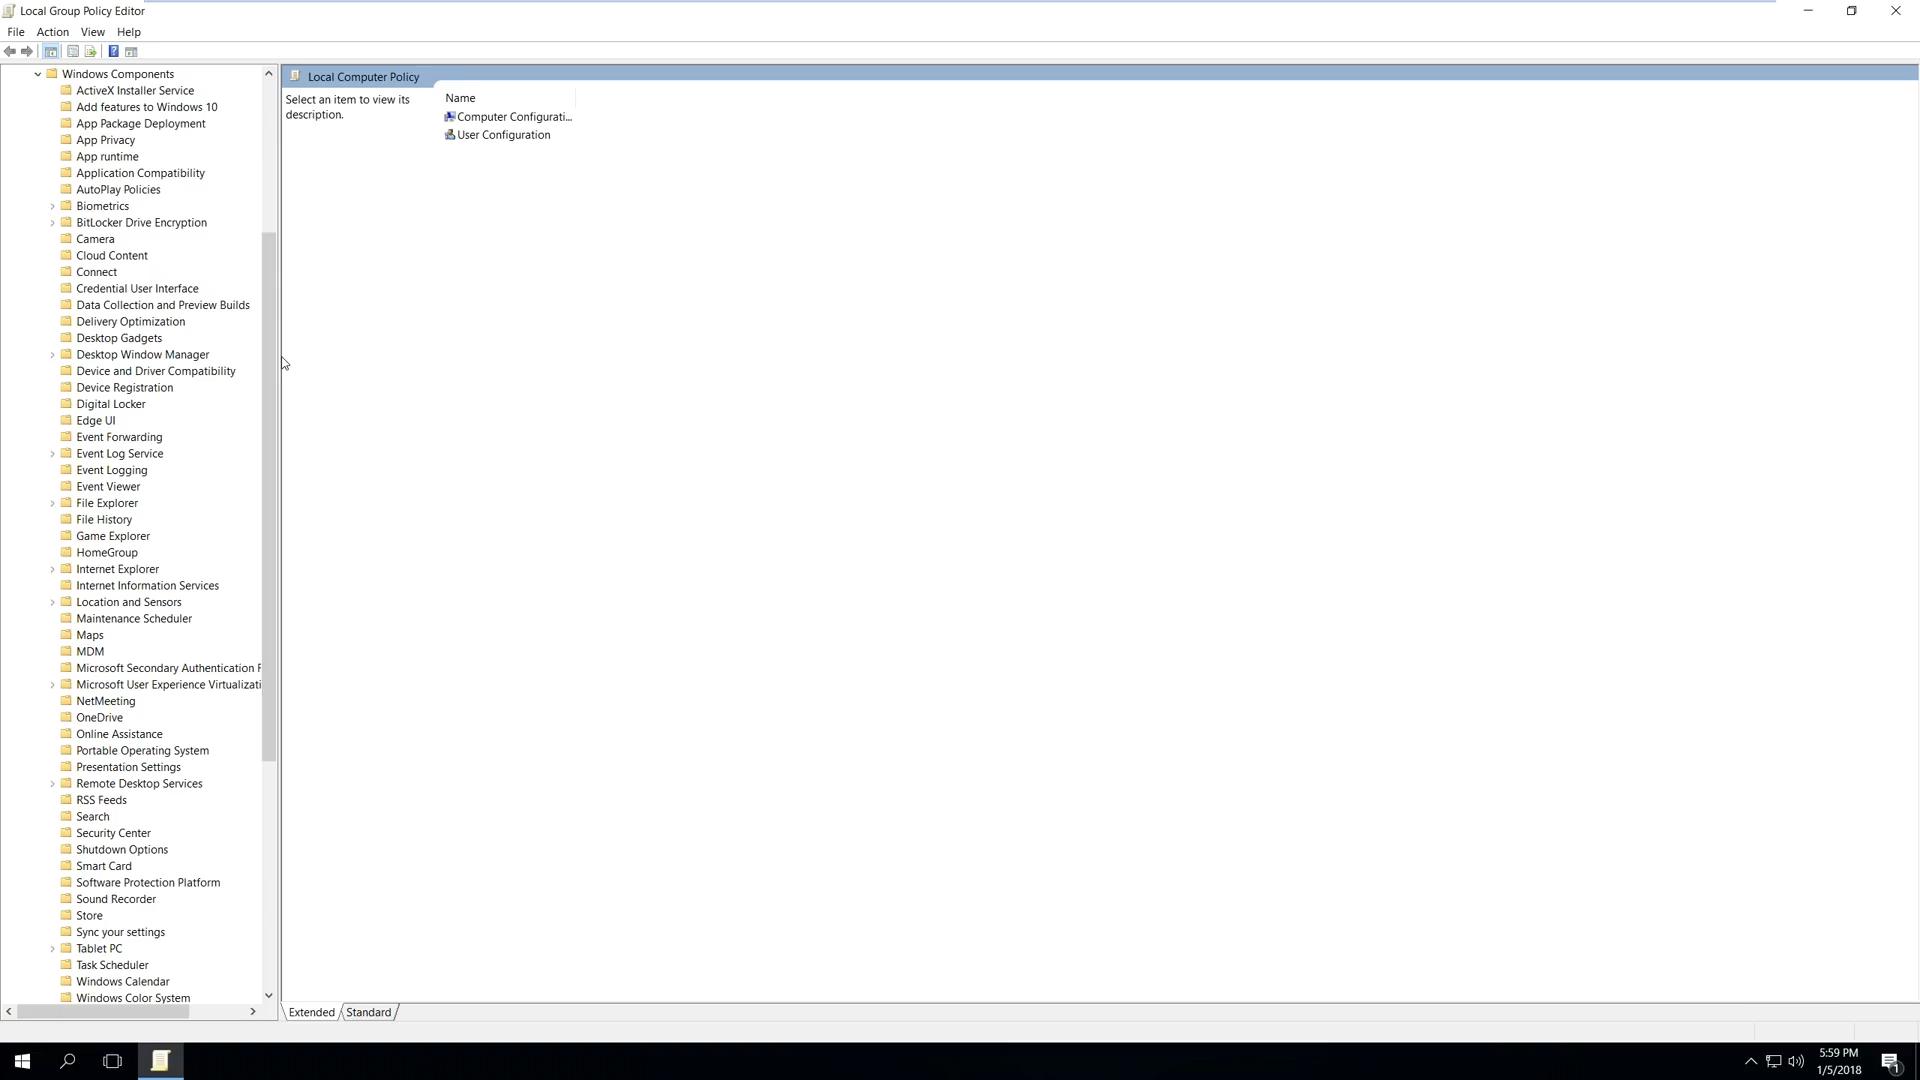 Local Group Policy Editor
File Action View Help
Windows Components
ActiveX Installer Service
Add features to Windows 10
App Package Deployment
App Privacy
App runtime
Application Compatibility
AutoPlay Policies
Biometrics
BitLocker Drive Encryption
Camera
Cloud Content
Connect
Credential User Interface
Data Collection and Preview Builds
Delivery Optimization
Desktop Gadgets
Desktop Window Manager
Device and Driver Compatibility
Device Registration
Digital Locker
Edge UI
Event Forwarding
Event Log Service
Event Logging
Event Viewer
File Explorer
File History
Game Explorer
HomeGroup
Internet Explorer
Internet Information Services
Location and Sensors
Maintenance Scheduler
Maps
MDM
Microsoft Secondary Authentication F
Microsoft User Experience Virtualizati
NetMeeting
OneDrive
Online Assistance
Portable Operating System
Presentation Settings
Remote Desktop Services
RSS Feeds
Search
Security Center
Shutdown Options
Smart Card
Software Protection Platform
Sound Recorder
Store
Sync your settings
Tablet PC
Task Scheduler
Windows Calendar
Windows Color System
Local Computer Policy
Select an item to view its
description.
Name
Computer Configurati...
User Configuration
Extended Standard
5:59 PM
1/5/2018
1